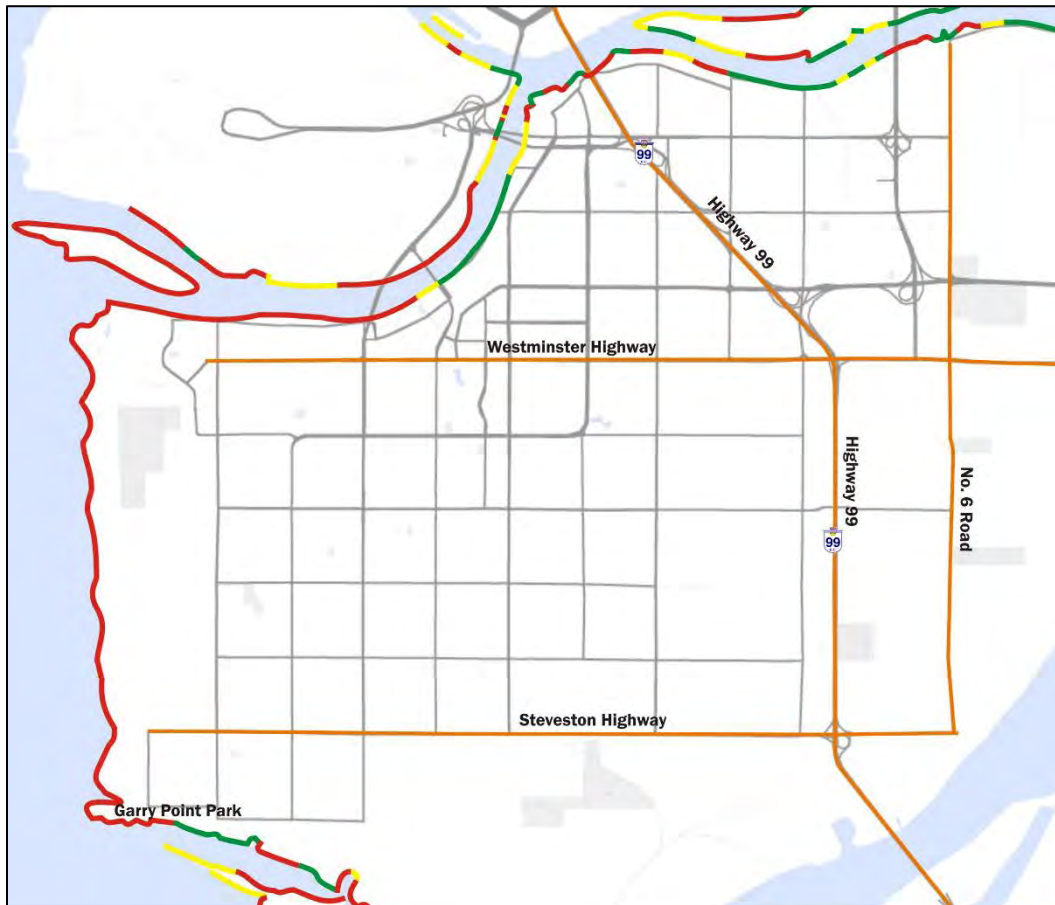 99
Highway 99
Westminster Highway
Highway 99
No. 6 Road
99
Steveston Highway
Garry Point Park